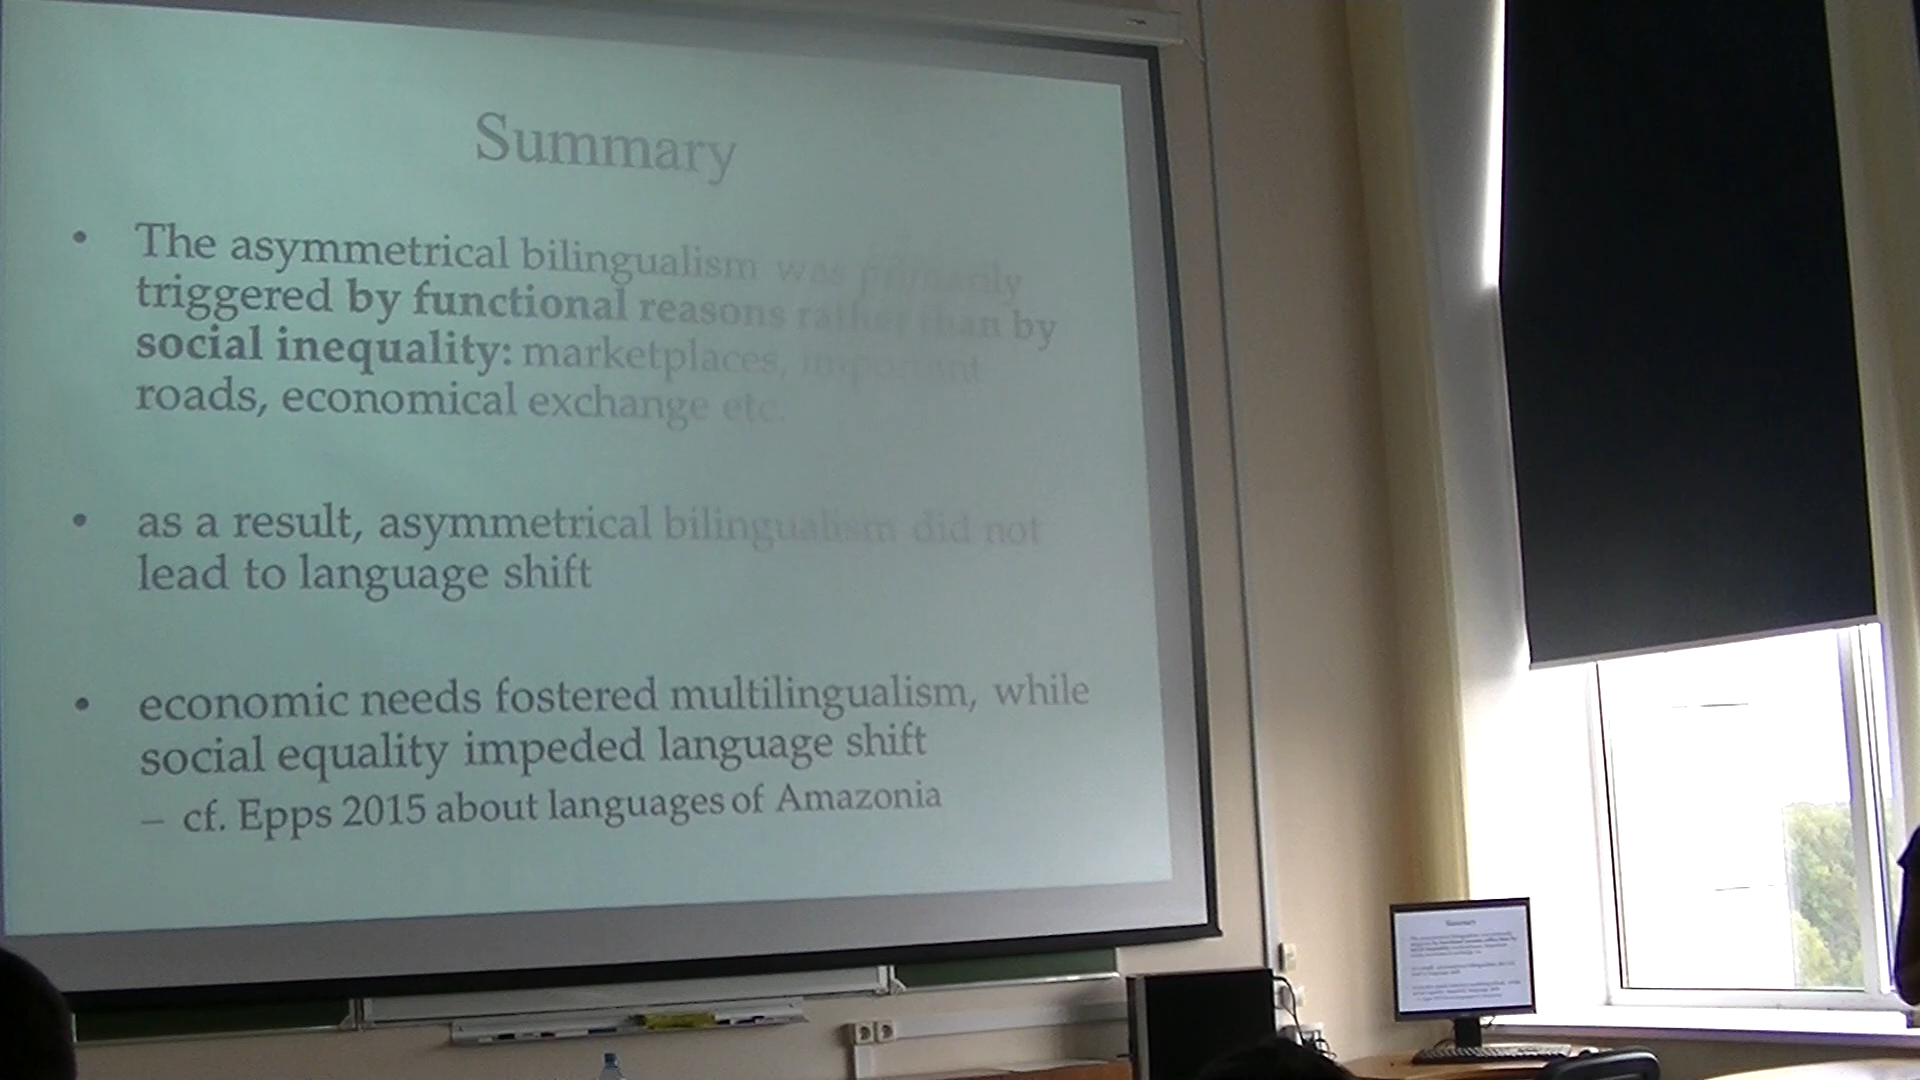 Summary
• The asymmetrical bilingualism was primarily
triggered by functional reasons rather than by
social inequality: marketplaces, important
roads, economical exchange etc.
• as a result, asymmetrical bilingualism did not
lead to language shift
• economic needs fostered multilingualism, while
social equality impeded language shift
– cf. Epps 2015 about languages of Amazonia
Summary